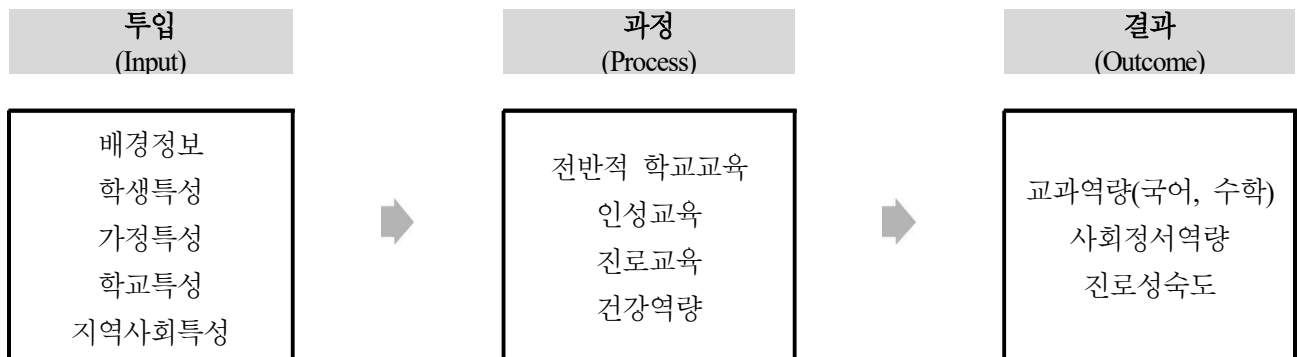 투입
(Input)
과정
(Process)
결과
(Outcome)
배경정보
학생특성
가정특성
학교특성
지역사회특성
전반적 학교교육
인성교육
진로교육
건강역량
교과역량(국어, 수학)
사회정서역량
진로성숙도